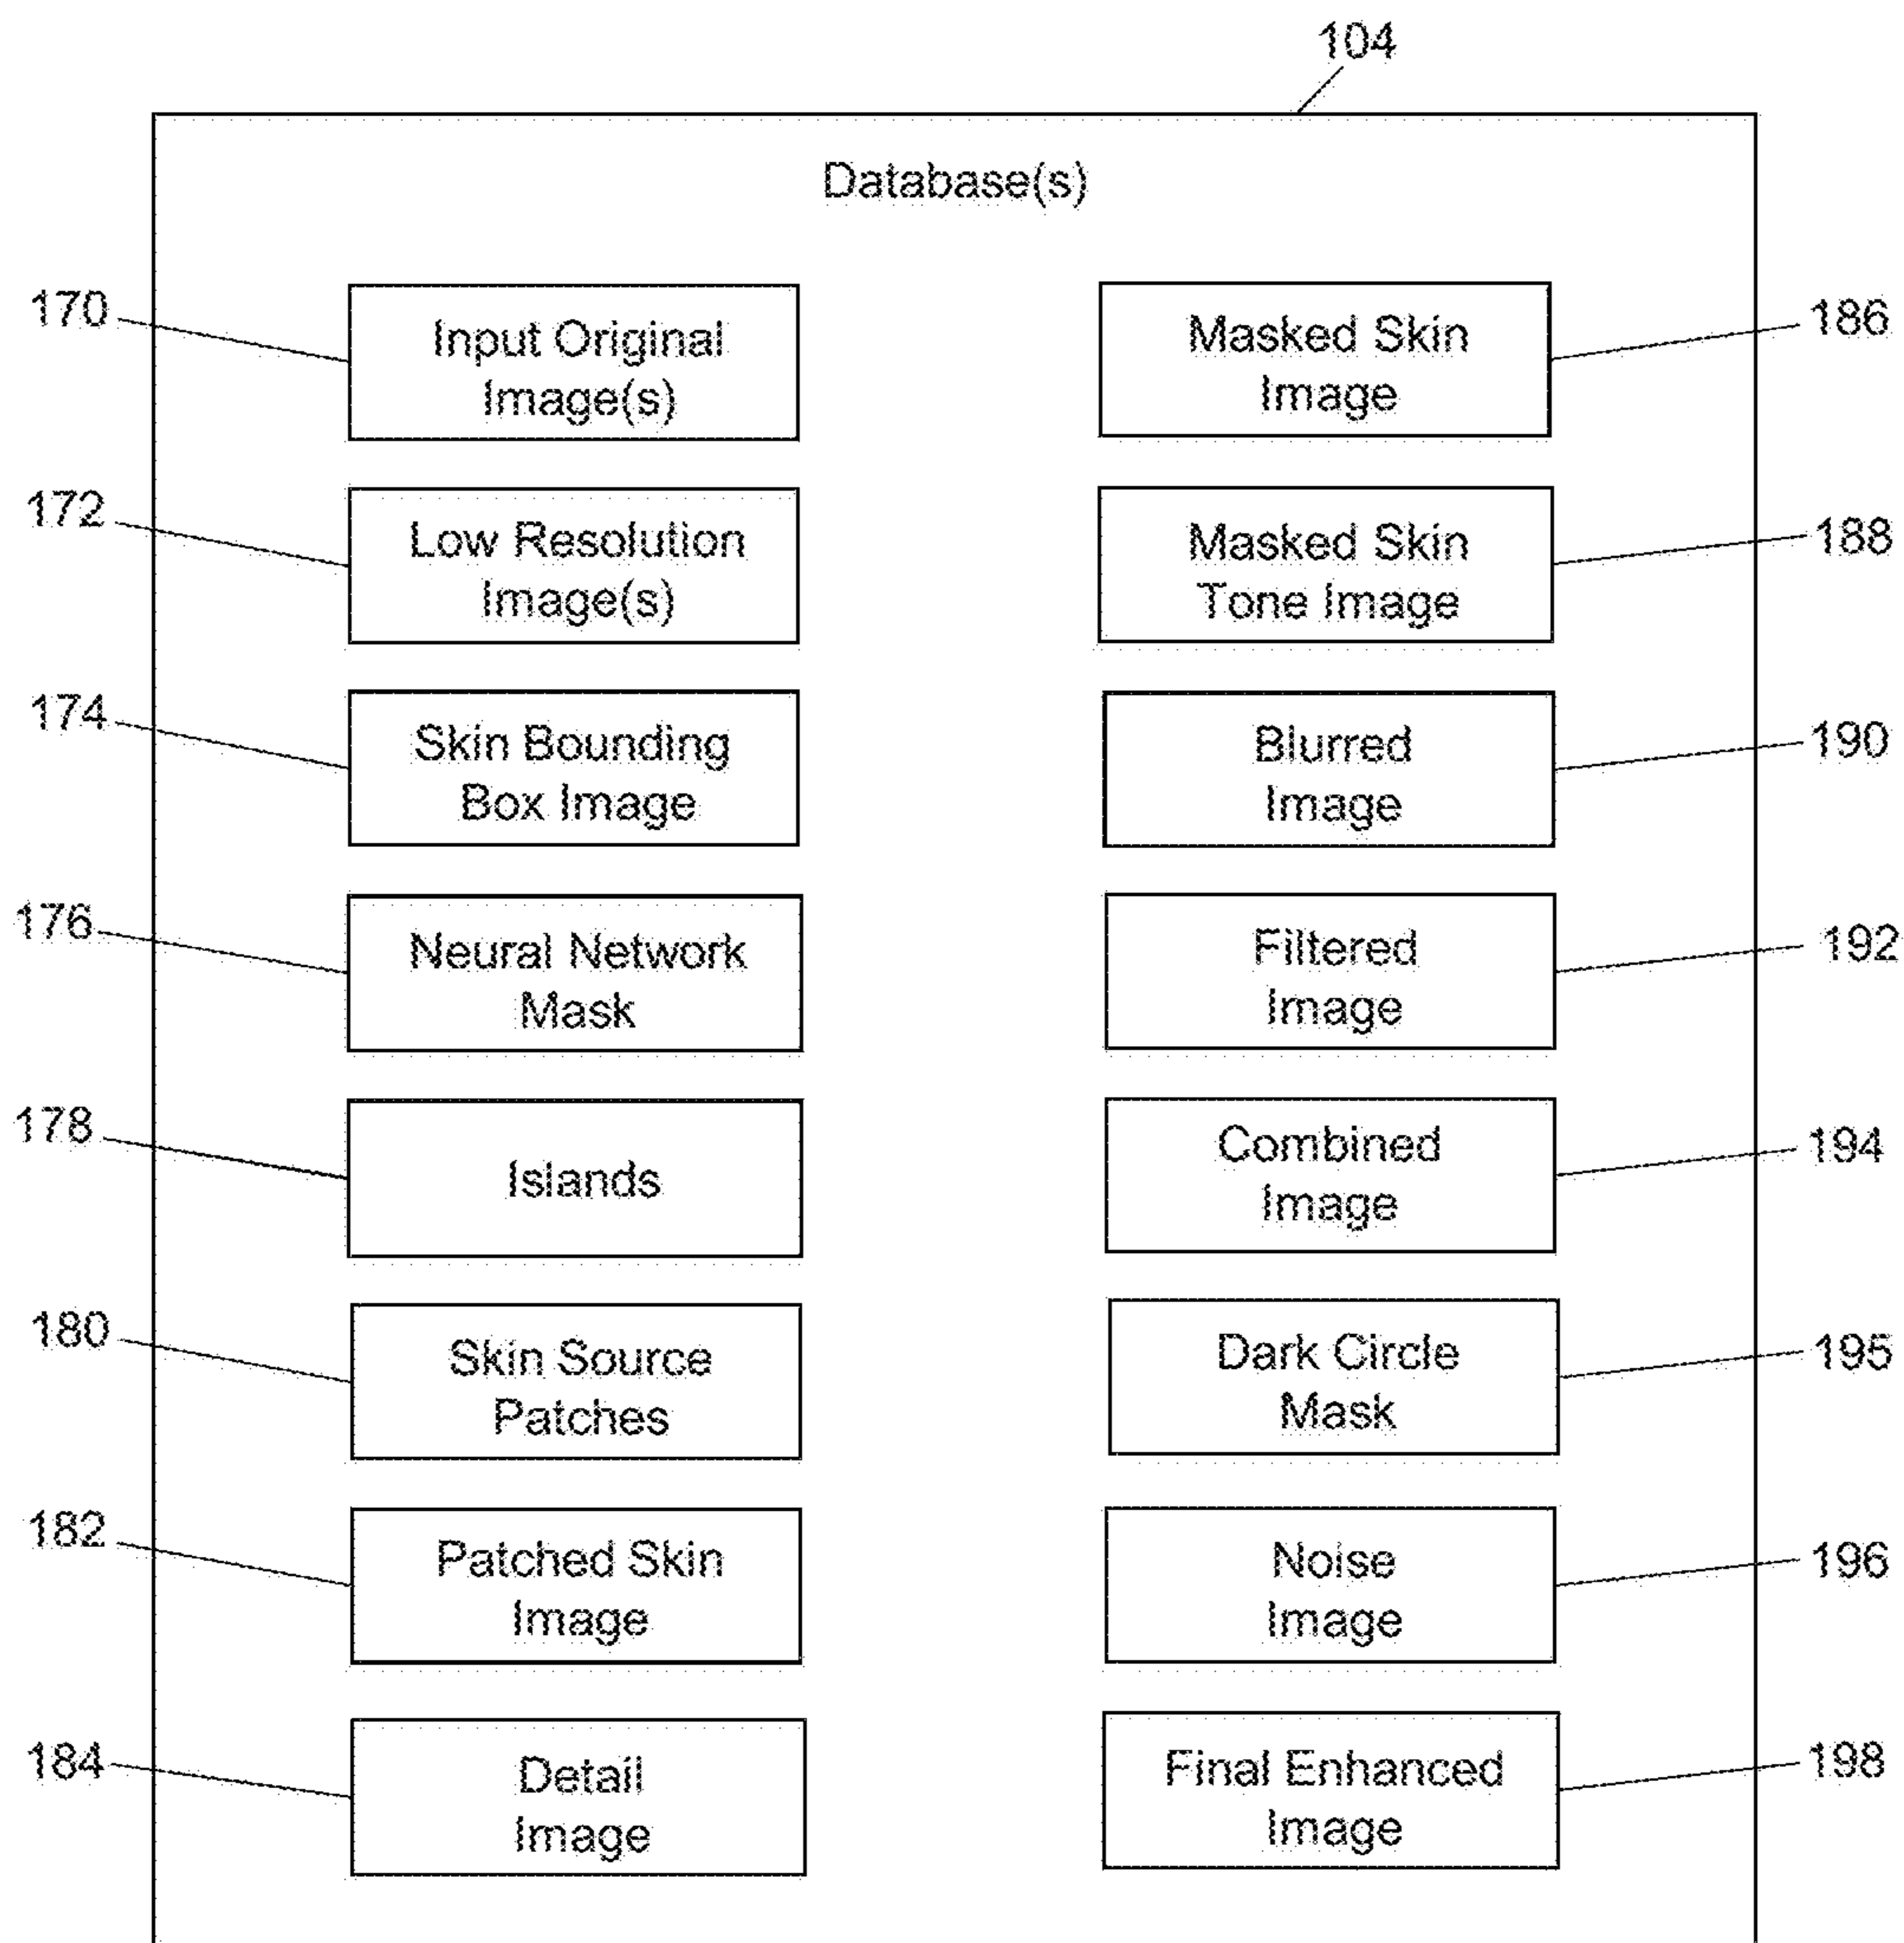 104
Database(s)
170
Input Original
Image(s)
172
Low Resolution
Image(s)
174
Skin Bounding
Box Image
176
Neural Network
Mask
178
Islands
180
Skin Source
Patches
182
Patched Skin
Image
184
Detail
Image
Masked Skin
Image
186
Masked Skin
Tone Image
188
Blurred
Image
190
Filtered
Image
192
Combined
Image
194
Dark Circle
Mask
195
Noise
Image
196
Final Enhanced
Image
198